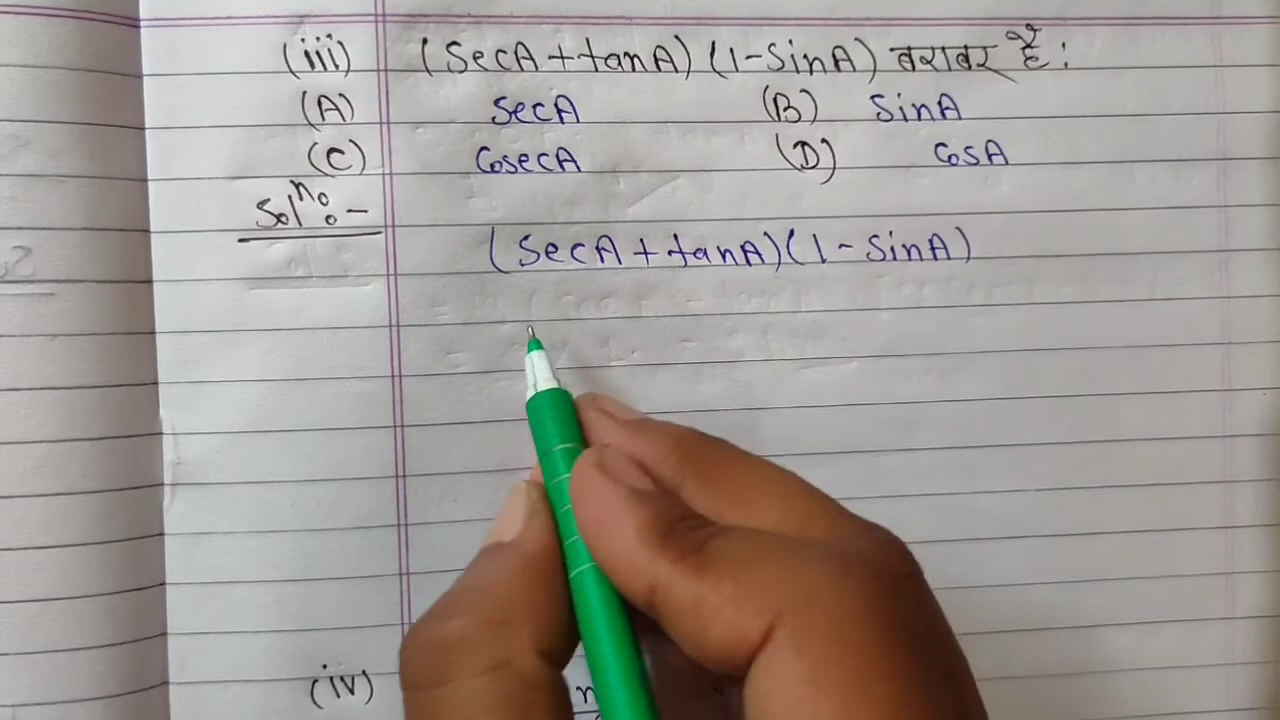 (iii) (SecA+tanA) (1-SinA) बराबर है:
(A) SecA (B) SinA
(C) CosecA (D) CosA
Solⁿ:-
(SecA + tanA)(1-SinA)
(iv)